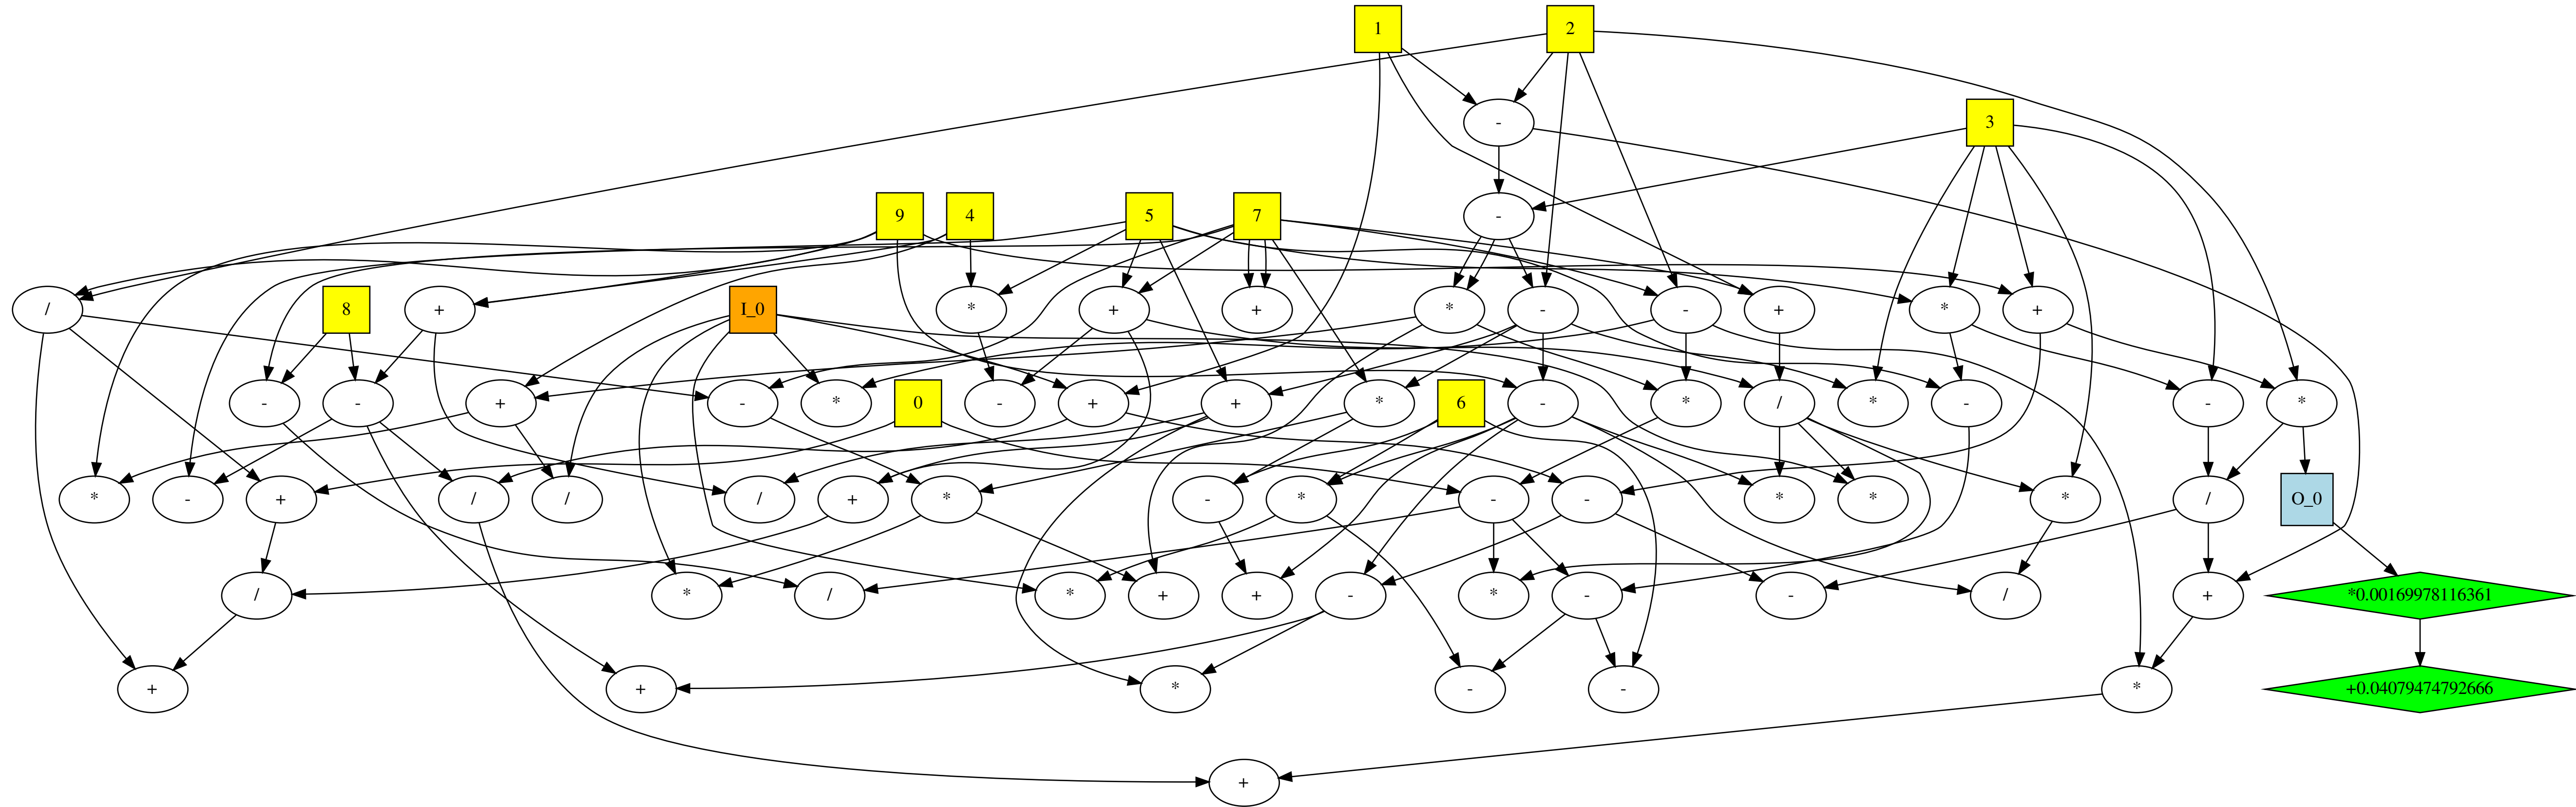 1 2
- 3
9 4 5 7 -
/ 8 + I_0 * + + * - - + * +
- - + - * 0 - + + * 6 - * / * - - *
* - + / / / + * - * - - * * * / O_0
/ * / * + + - * - - / + *0.00169978116361
+ + * - - * +0.04079474792666
+